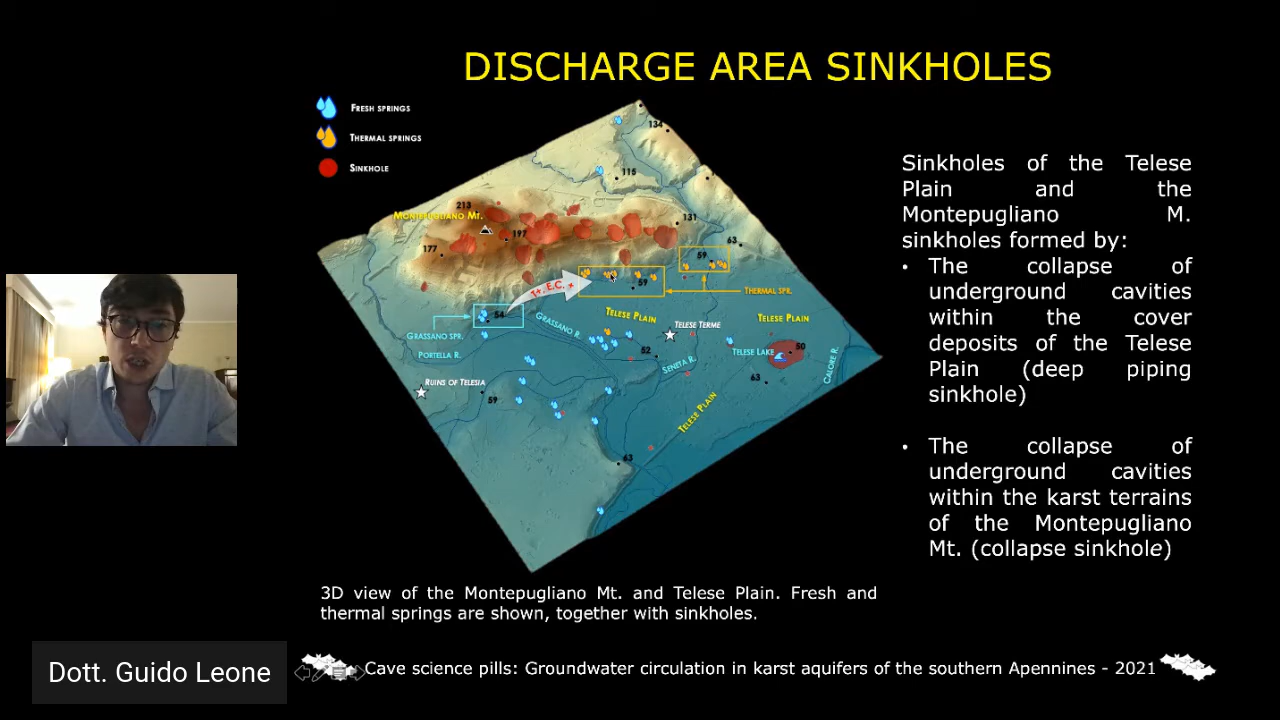 DISCHARGE AREA SINKHOLES
FRESH SPRINGS
THERMAL SPRINGS
SINKHOLE
134
115
213
MONTEPUGLIANO MT.
197
177
131
63
59
59
THERMAL SPR.
T, E.C. +
54
GRASSANO SPR.
GRASSANO R.
PORTELLA R.
TELESE PLAIN
TELESE TERME
TELESE PLAIN
52
SENETA R.
TELESE LAKE
50
CALORE R.
63
RUINS OF TELESIA
59
TELESE PLAIN
63
Sinkholes of the Telese
Plain and the
Montepugliano M.
sinkholes formed by:
• The collapse of
underground cavities
within the cover
deposits of the Telese
Plain (deep piping
sinkhole)
• The collapse of
underground cavities
within the karst terrains
of the Montepugliano
Mt. (collapse sinkhole)
3D view of the Montepugliano Mt. and Telese Plain. Fresh and
thermal springs are shown, together with sinkholes.
Dott. Guido Leone
Cave science pills: Groundwater circulation in karst aquifers of the southern Apennines - 2021